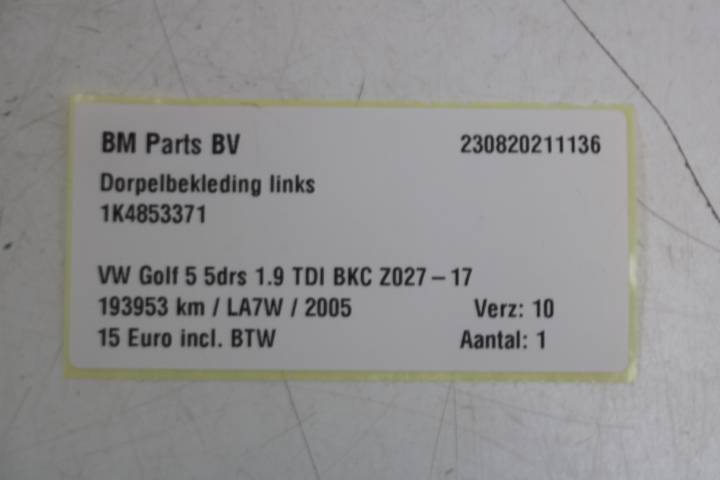 BM Parts BV 230820211136
Dorpelbekleding links
1K4853371
VW Golf 5 5drs 1.9 TDI BKC Z027 – 17
193953 km / LA7W / 2005 Verz: 10
15 Euro incl. BTW Aantal: 1